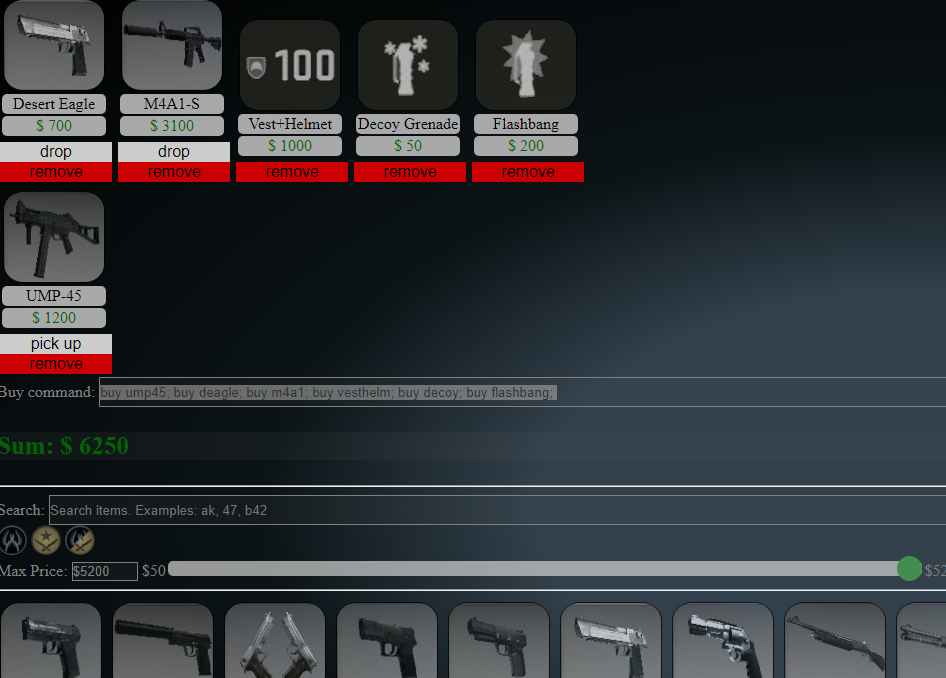 100
Desert Eagle M4A1-S Vest+Helmet Decoy Grenade Flashbang
$ 700 $ 3100 $ 1000 $ 50 $ 200
drop drop
remove remove remove remove remove
UMP-45
$ 1200
pick up
remove
Buy command: buy ump45; buy deagle; buy m4a1; buy vesthelm; buy decoy; buy flashbang;
Sum: $ 6250
Search: Search items. Examples: ak, 47, b42
Max Price: $5200 $50